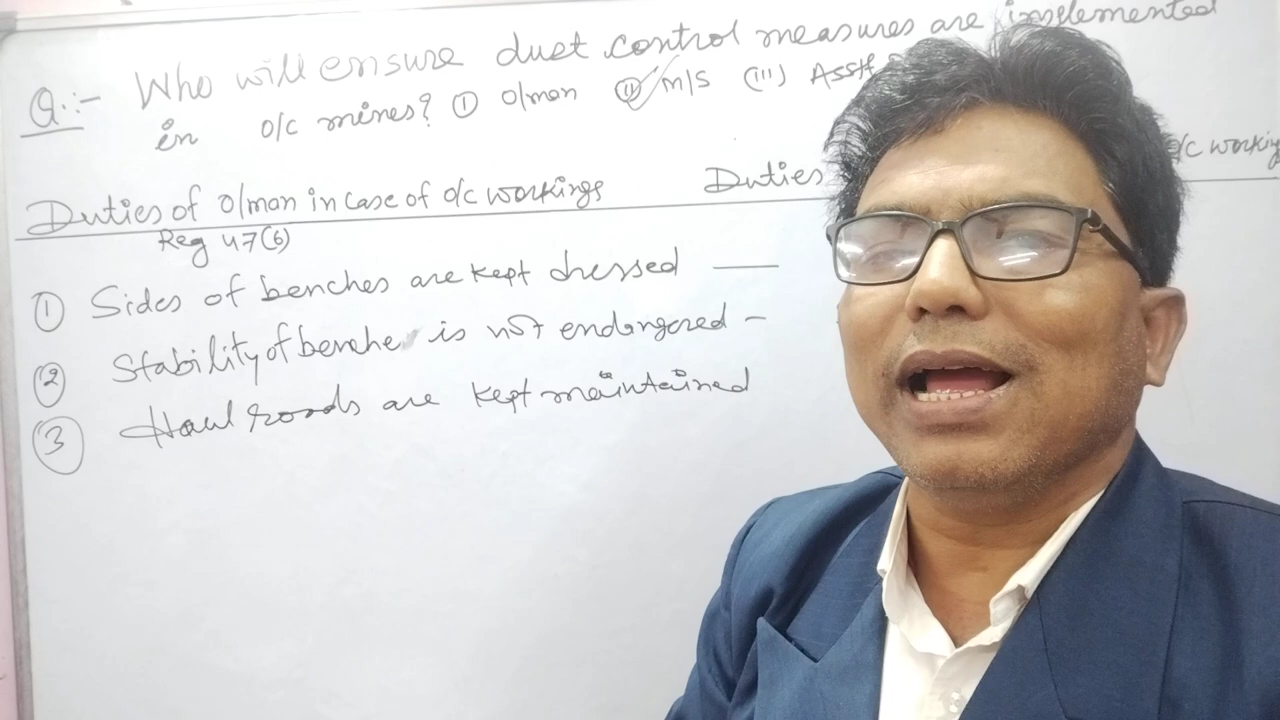 Q:- Who will ensure dust control measures are implemented
in o/c mines? (I) O/man (II) M/S (III) Asst
Duties of O/man in case of o/c workings
Duties o/c working
Reg 47(6)
(1) Sides of benches are kept dressed —
(2) Stability of benche is not endangered -
(3) Haul roads are kept maintained